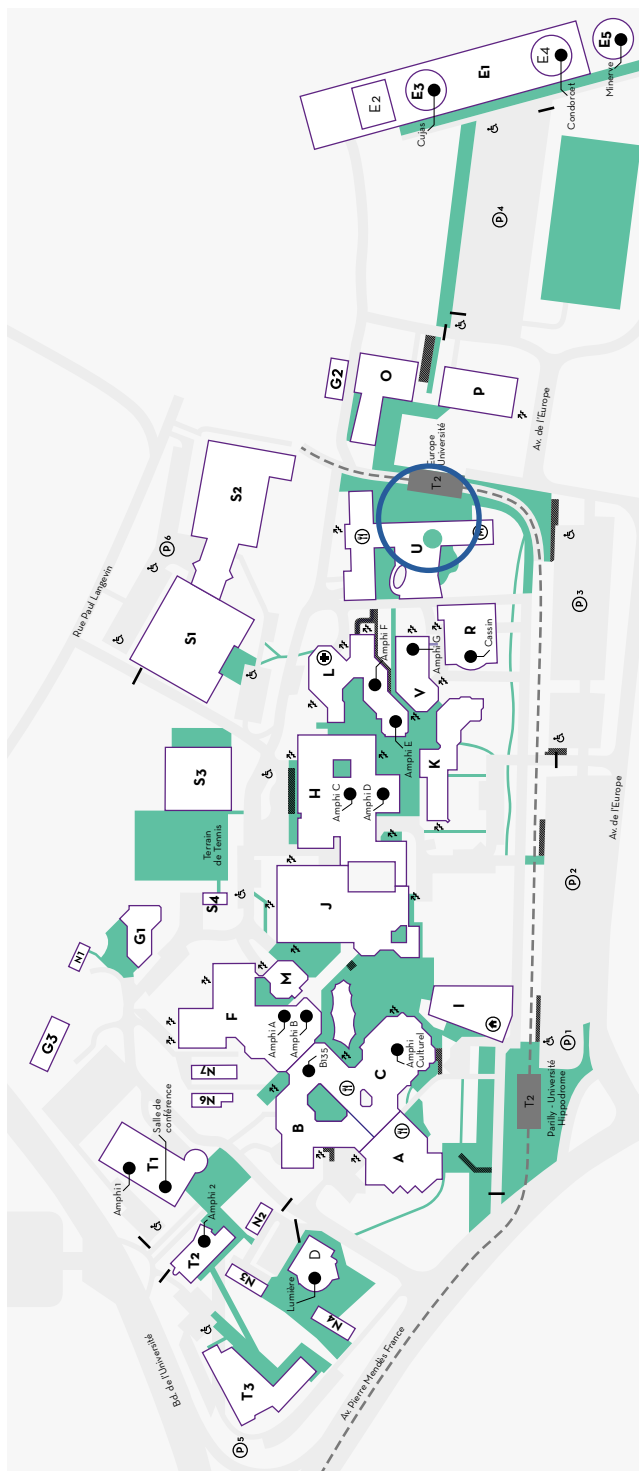 E5
Minerve
E4
Condorcet
E1
E3
Cujas
E2
P4
G2
O
P
Av. de l'Europe
Europe
Université
T2
S2
P6
Rue Paul Langevin
S1
U
P3
L
Amphi F
Amphi G
R
Cassin
V
Amphi E
K
S3
H
Amphi C
Amphi D
Av. de l'Europe
Terrain
de Tennis
S4
J
P2
G1
N1
G3
F
M
Amphi A
Amphi B
B135
I
P1
N7
N6
C
Amphi
Culturel
B
A
T2
Parilly - Université
Hippodrome
T1
Salle de
conférence
Amphi 1
Amphi 2
T2
N2
N3
D
Lumière
N4
T3
Bd. de l'Université
Av. Pierre Mendès France
P5